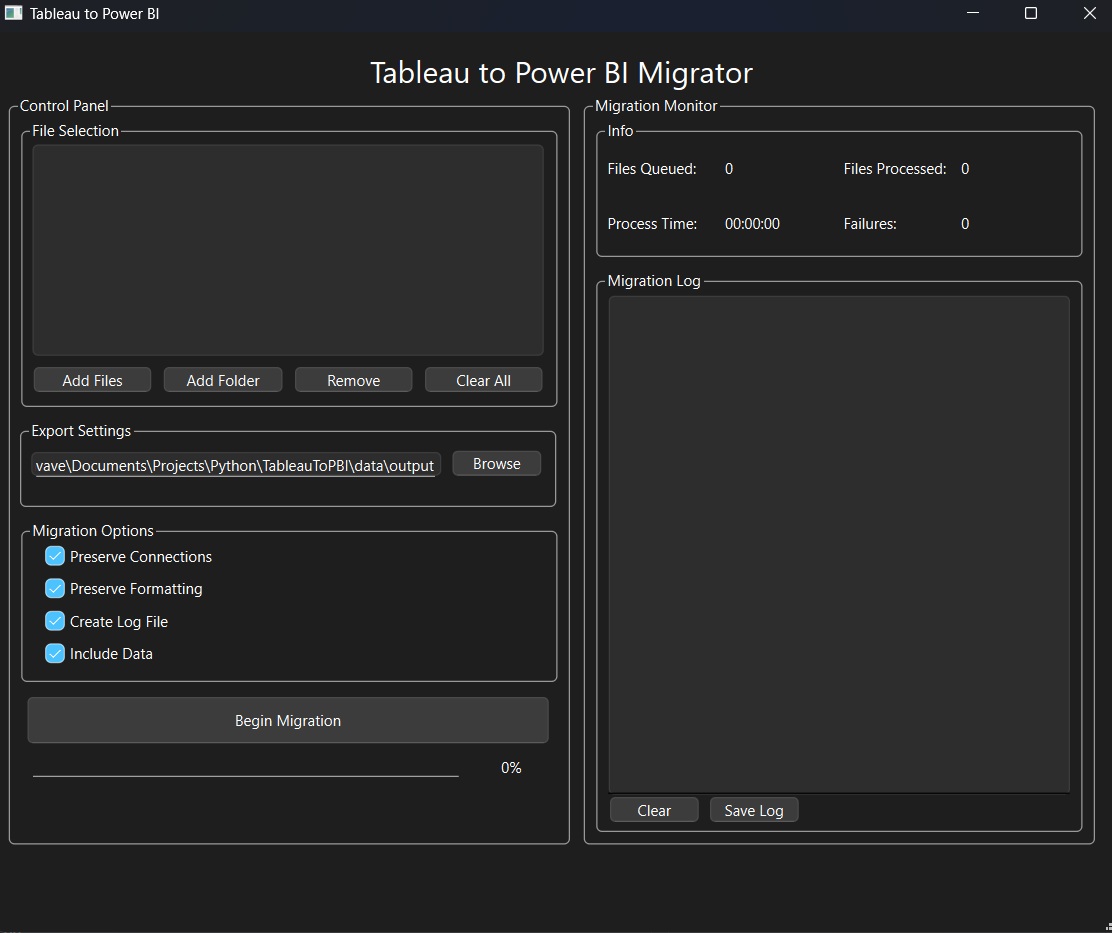 Tableau to Power BI
Tableau to Power BI Migrator
Control Panel
File Selection
Add Files
Add Folder
Remove
Clear All
Export Settings
vave\Documents\Projects\Python\TableauToPBI\data\output
Browse
Migration Options
Preserve Connections
Preserve Formatting
Create Log File
Include Data
Begin Migration
0%
Migration Monitor
Info
Files Queued: 0 Files Processed: 0
Process Time: 00:00:00 Failures: 0
Migration Log
Clear
Save Log